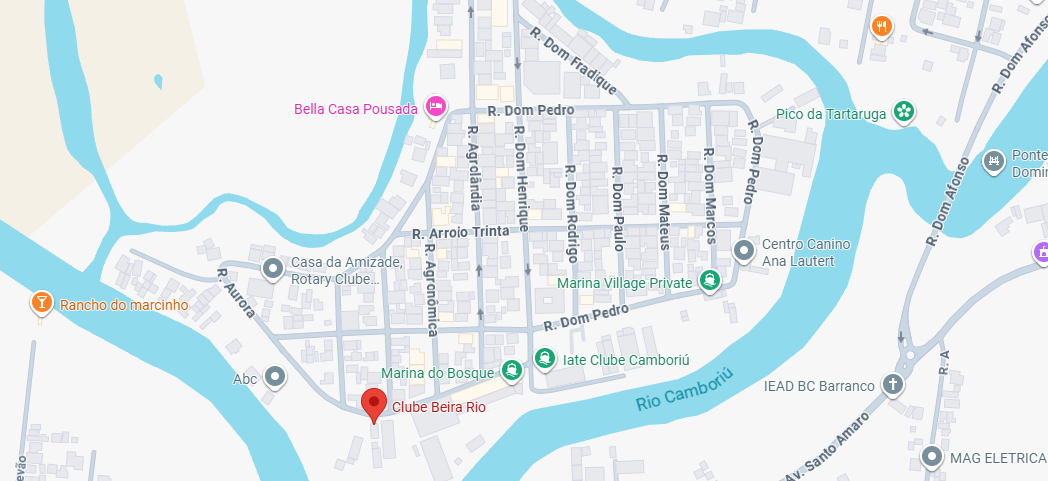 R. Dom Fradique
R. Dom Afonso
Bella Casa Pousada
R. Dom Pedro
Pico da Tartaruga
R. Agrolândia
R. Dom Henrique
R. Dom Pedro
Ponte
Domin
R. Dom Rodrigo
R. Dom Paulo
R. Dom Mateus
R. Dom Marcos
R. Dom Afonso
R. Arroio Trinta
Centro Canino
Ana Lautert
Casa da Amizade,
Rotary Clube...
R. Aurora
R. Agronômica
Marina Village Private
Rancho do marcinho
R. Dom Pedro
Iate Clube Camboriú
Marina do Bosque
Abc
R. A
IEAD BC Barranco
Rio Camboriú
Clube Beira Rio
Av. Santo Amaro
MAG ELETRICA